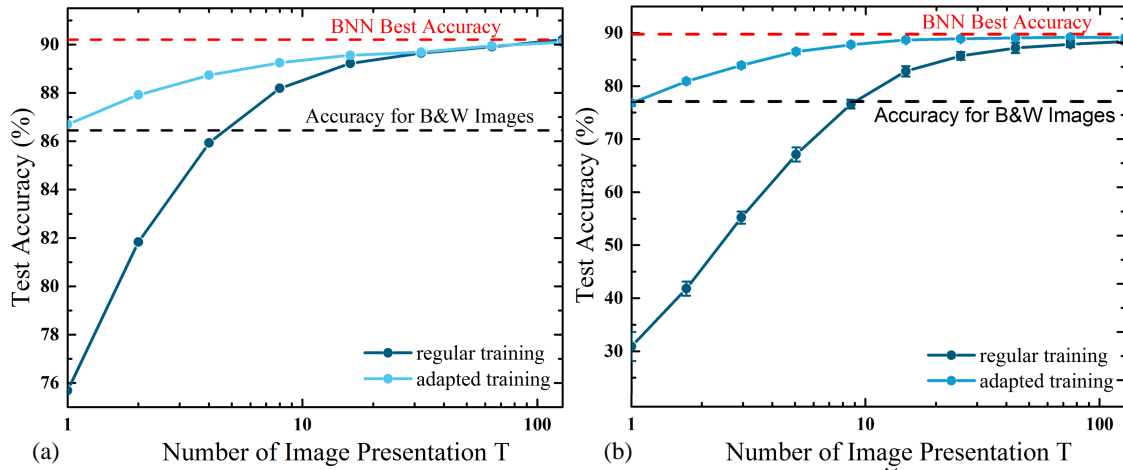 BNN Best Accuracy
Accuracy for B&W Images
Test Accuracy (%)
90
88
86
84
82
80
78
76
regular training
adapted training
1
10
100
(a)
Number of Image Presentation T
BNN Best Accuracy
Accuracy for B&W Images
Test Accuracy (%)
90
80
70
60
50
40
30
regular training
adapted training
1
10
100
(b)
Number of Image Presentation T